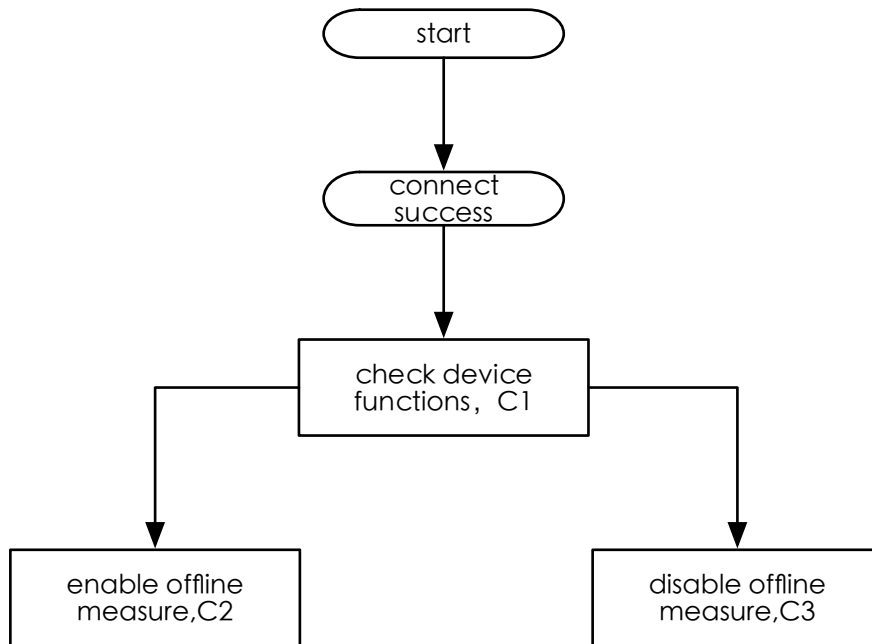 start
connect
success
check device
functions，C1
enable offline
measure,C2
disable offline
measure,C3